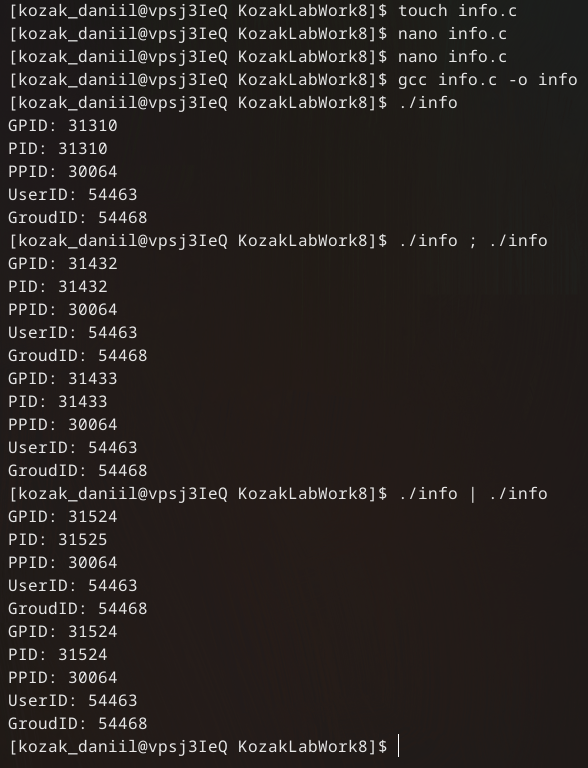 [kozak_daniil@vpsj3IeQ KozakLabWork8]$ touch info.c
[kozak_daniil@vpsj3IeQ KozakLabWork8]$ nano info.c
[kozak_daniil@vpsj3IeQ KozakLabWork8]$ nano info.c
[kozak_daniil@vpsj3IeQ KozakLabWork8]$ gcc info.c -o info
[kozak_daniil@vpsj3IeQ KozakLabWork8]$ ./info
GPID: 31310
PID: 31310
PPID: 30064
UserID: 54463
GroudID: 54468
[kozak_daniil@vpsj3IeQ KozakLabWork8]$ ./info ; ./info
GPID: 31432
PID: 31432
PPID: 30064
UserID: 54463
GroudID: 54468
GPID: 31433
PID: 31433
PPID: 30064
UserID: 54463
GroudID: 54468
[kozak_daniil@vpsj3IeQ KozakLabWork8]$ ./info | ./info
GPID: 31524
PID: 31525
PPID: 30064
UserID: 54463
GroudID: 54468
GPID: 31524
PID: 31524
PPID: 30064
UserID: 54463
GroudID: 54468
[kozak_daniil@vpsj3IeQ KozakLabWork8]$